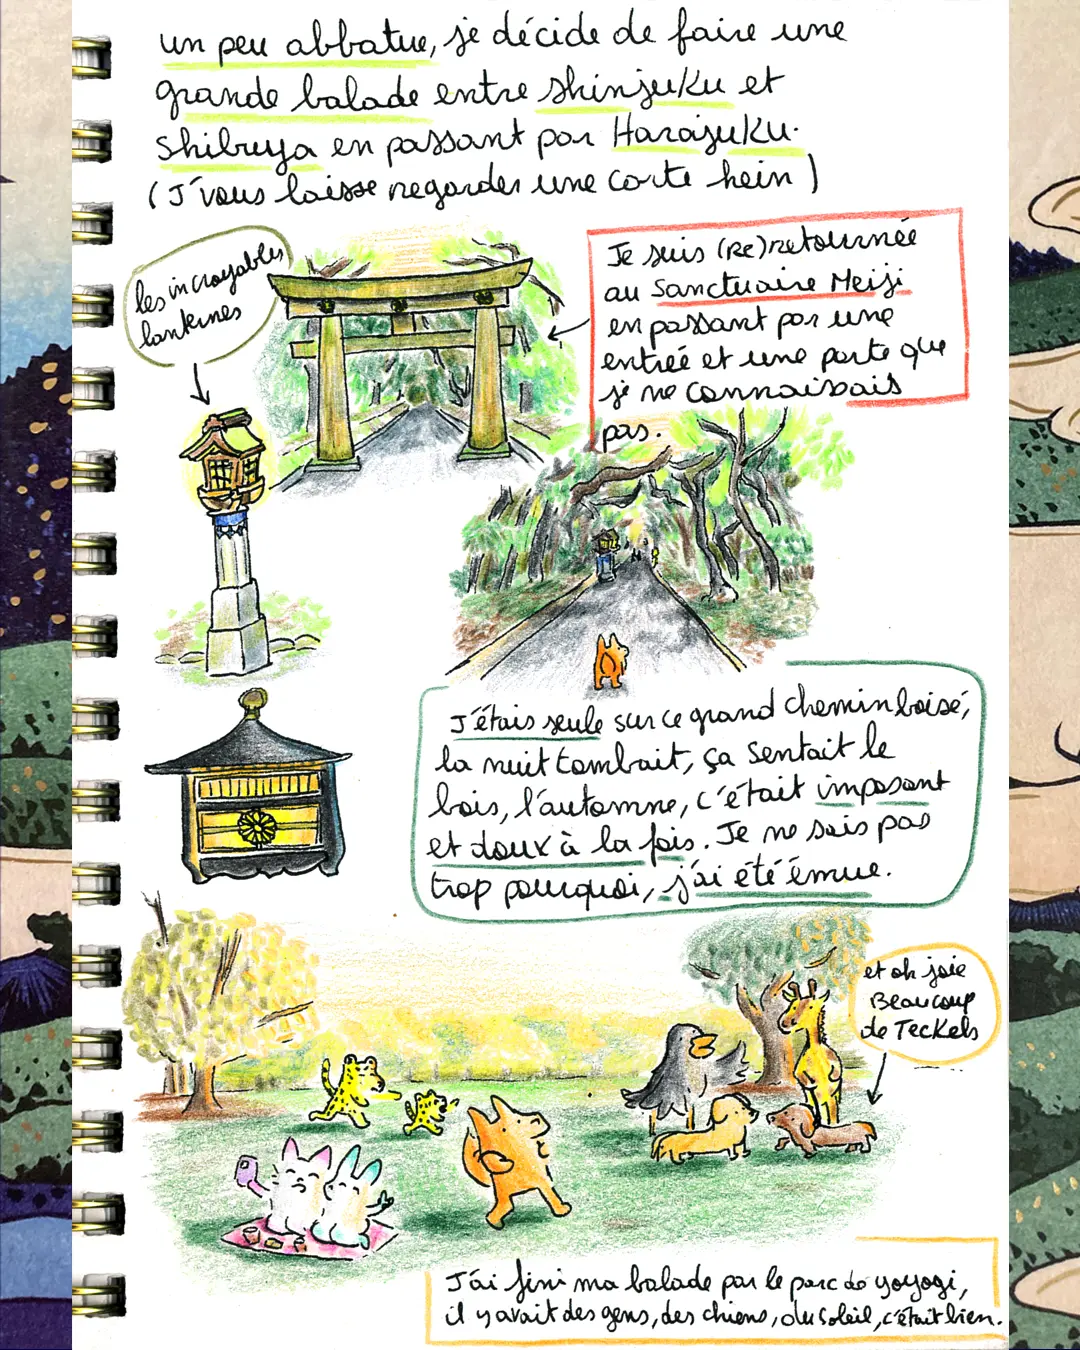 un peu abbatue, je décide de faire une
grande balade entre shinjuku et
shibuya en passant par Harajuku.
(J'vous laisse regarder une carte hein)
les incroyables
lanternes
Je suis (re)retournée
au Sanctuaire Meiji
en passant par une
entrée et une porte que
je ne connaissais
pas.
J'étais seule sur ce grand chemin boisé,
la nuit tombait, ça sentait le
bois, l'automne, c'était imposant
et doux à la fois. Je ne sais pas
trop pourquoi, j'ai été émue.
et oh joie
Beaucoup
de Teckels
J'ai fini ma balade par le parc de yoyogi,
il y avait des gens, des chiens, du soleil, c'était bien.